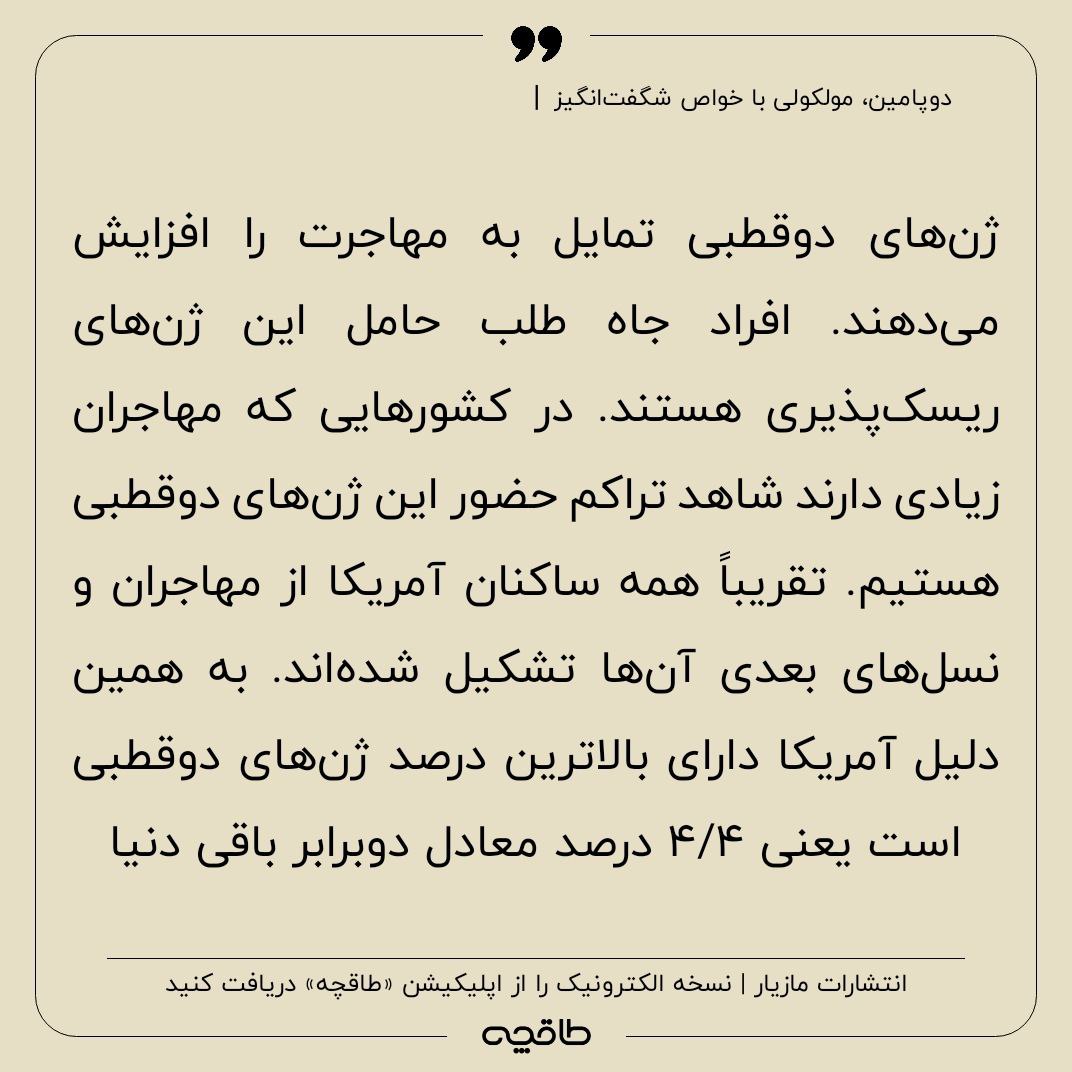 دوپامین، مولکولی با خواص شگفت‌انگیز |
ژن‌های دوقطبی تمایل به مهاجرت را افزایش
می‌دهند. افراد جاه طلب حامل این ژن‌های
ریسک‌پذیری هستند. در کشورهایی که مهاجران
زیادی دارند شاهد تراکم حضور این ژن‌های دوقطبی
هستیم. تقریباً همه ساکنان آمریکا از مهاجران و
نسل‌های بعدی آن‌ها تشکیل شده‌اند. به همین
دلیل آمریکا دارای بالاترین درصد ژن‌های دوقطبی
است یعنی ۴/۴ درصد معادل دوبرابر باقی دنیا
انتشارات مازیار | نسخه الکترونیک را از اپلیکیشن «طاقچه» دریافت کنید
طاقچه